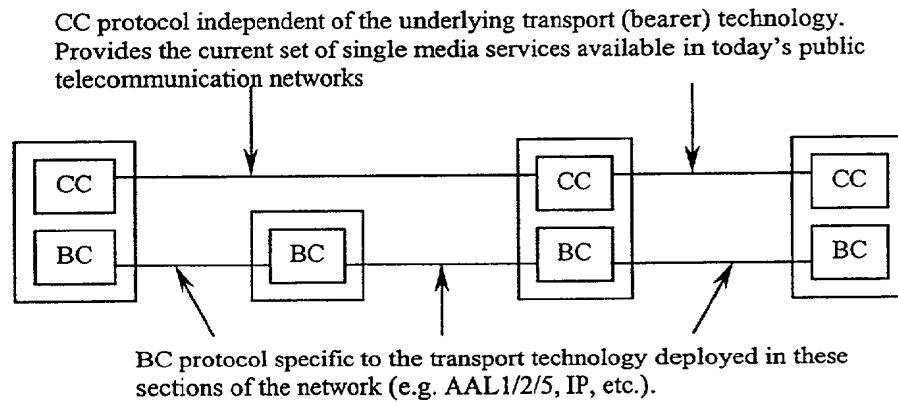 CC protocol independent of the underlying transport (bearer) technology.
Provides the current set of single media services available in today's public
telecommunication networks
CC
CC
CC
BC
BC
BC
BC
BC protocol specific to the transport technology deployed in these
sections of the network (e.g. AAL1/2/5, IP, etc.).